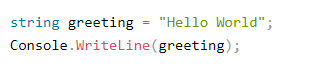 string greeting = "Hello World";
Console.WriteLine(greeting);